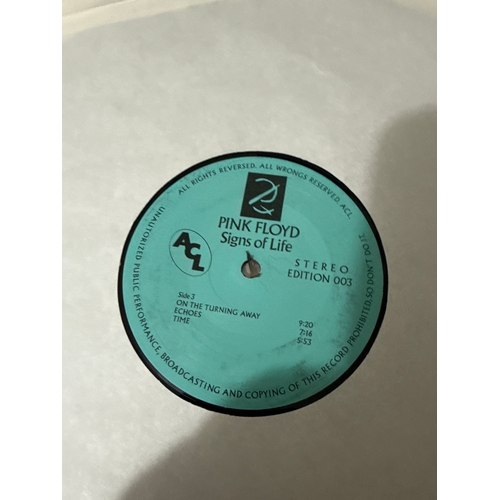 ALL RIGHTS REVERSED. ALL WRONGS RESERVED. ACL.
PINK FLOYD
Signs of Life
ACL
STEREO
EDITION 003
Side 3
ON THE TURNING AWAY 9:20
ECHOES 7:16
TIME 5:53
UNAUTORIZED PUBLIC PERFORMANCE, BROADCASTING AND COPYING OF THIS RECORD PROHIBITED, SO DON'T DO IT.